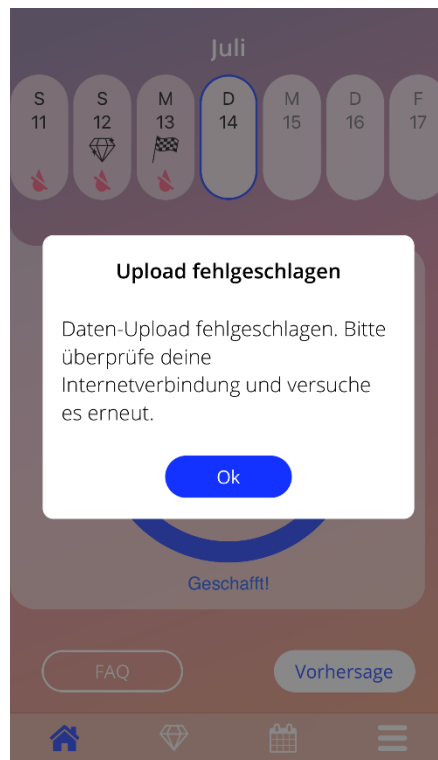 Juli
S S M D M D F
11 12 13 14 15 16 17
Upload fehlgeschlagen
Daten-Upload fehlgeschlagen. Bitte
überprüfe deine
Internetverbindung und versuche
es erneut.
Ok
Geschafft!
FAQ Vorhersage